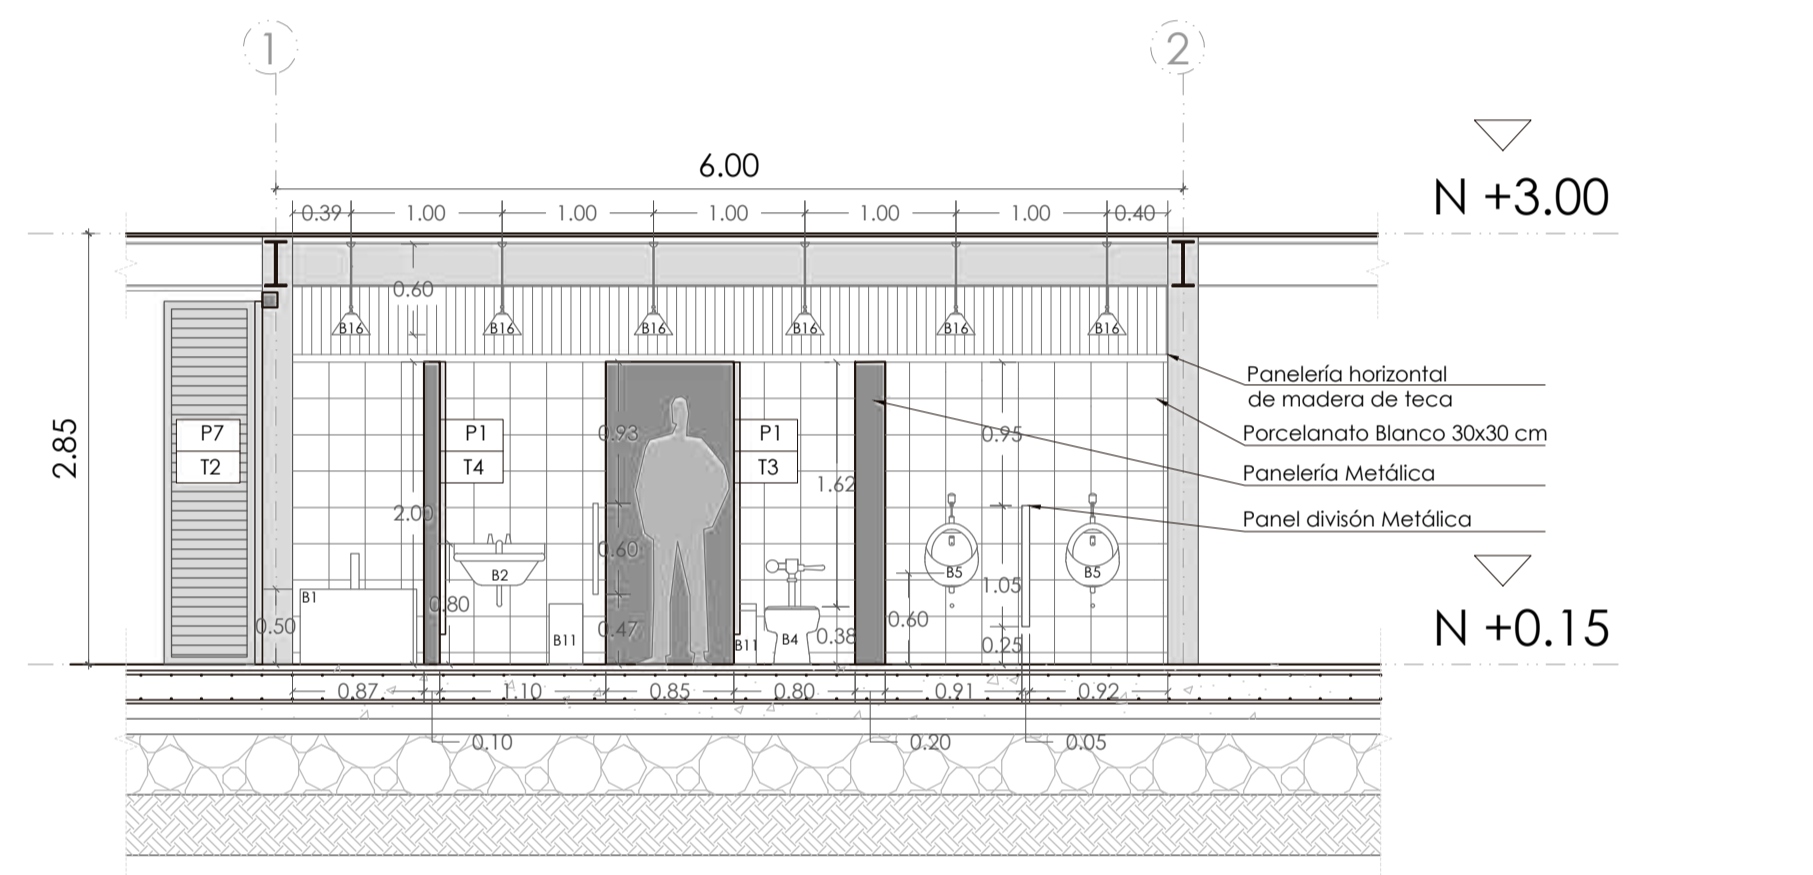 1
2
6.00
N +3.00
0.39 1.00 1.00 1.00 1.00 1.00 0.40
0.60
B16 B16 B16 B16 B16 B16
2.85
Panelería horizontal
de madera de teca
P7
T2
P1
T4
0.93
P1
T3
0.95
Porcelanato Blanco 30x30 cm
Panelería Metálica
1.62
2.00
Panel divisón Metálica
0.60
B2
B5
B5
1.05
B1
0.80
0.50
0.47
B11
B11
B4
0.38
0.60
0.25
N +0.15
0.87 1.10 0.85 0.80 0.91 0.92
0.10 0.20 0.05